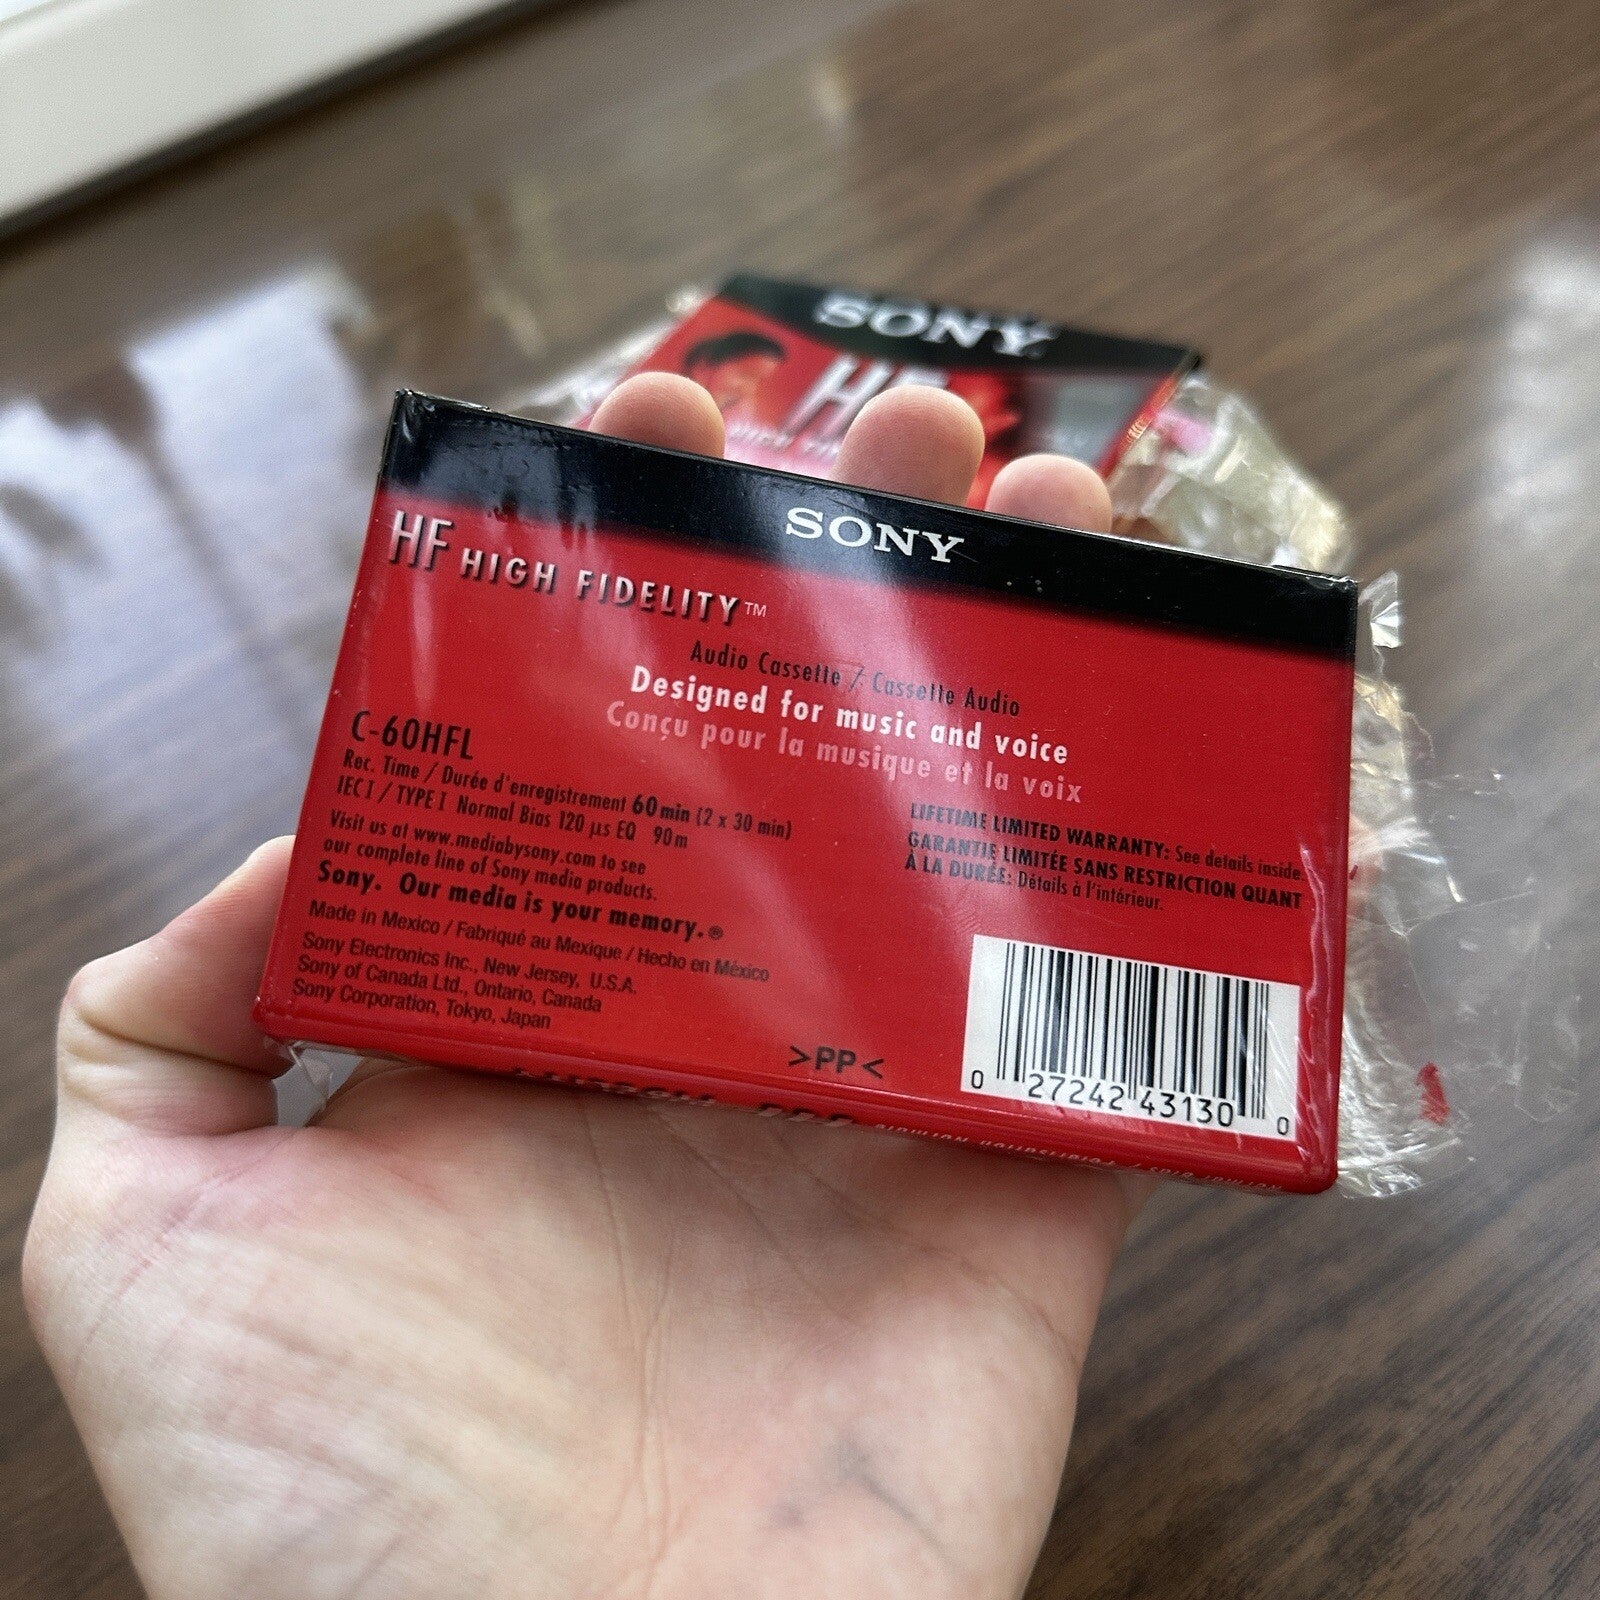 SONY
HF
SONY
HF HIGH FIDELITY™
Audio Cassette / Cassette Audio
Designed for music and voice
Conçu pour la musique et la voix
C-60HFL
Rec. Time / Durée d'enregistrement 60min (2 x 30 min)
IEC I / TYPE I Normal Bias 120 µs EQ 90m
Visit us at www.mediabysony.com to see
our complete line of Sony media products.
Sony. Our media is your memory.®
Made in Mexico / Fabriqué au Mexique / Hecho en México
Sony Electronics Inc., New Jersey, U.S.A.
Sony of Canada Ltd., Ontario, Canada
Sony Corporation, Tokyo, Japan
LIFETIME LIMITED WARRANTY: See details inside.
GARANTIE LIMITÉE SANS RESTRICTION QUANT
À LA DURÉE: Détails à l'intérieur.
>PP<
0 27242 43130 0